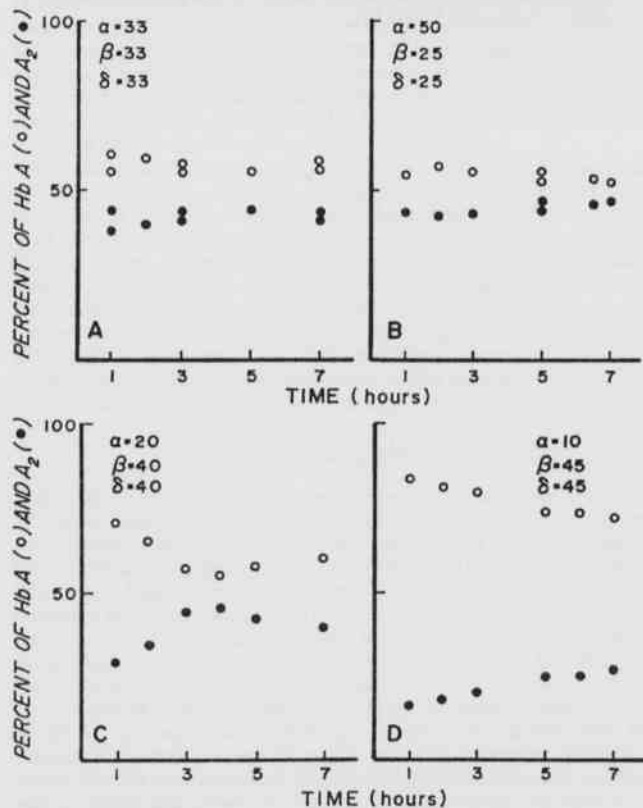 PERCENT OF HbA (○) AND A₂ (●)
100
50
α=33
β=33
δ=33
A
1 3 5 7
α=50
β=25
δ=25
B
1 3 5 7
TIME (hours)
PERCENT OF HbA (○) AND A₂ (●)
100
50
α=20
β=40
δ=40
C
1 3 5 7
α=10
β=45
δ=45
D
1 3 5 7
TIME (hours)